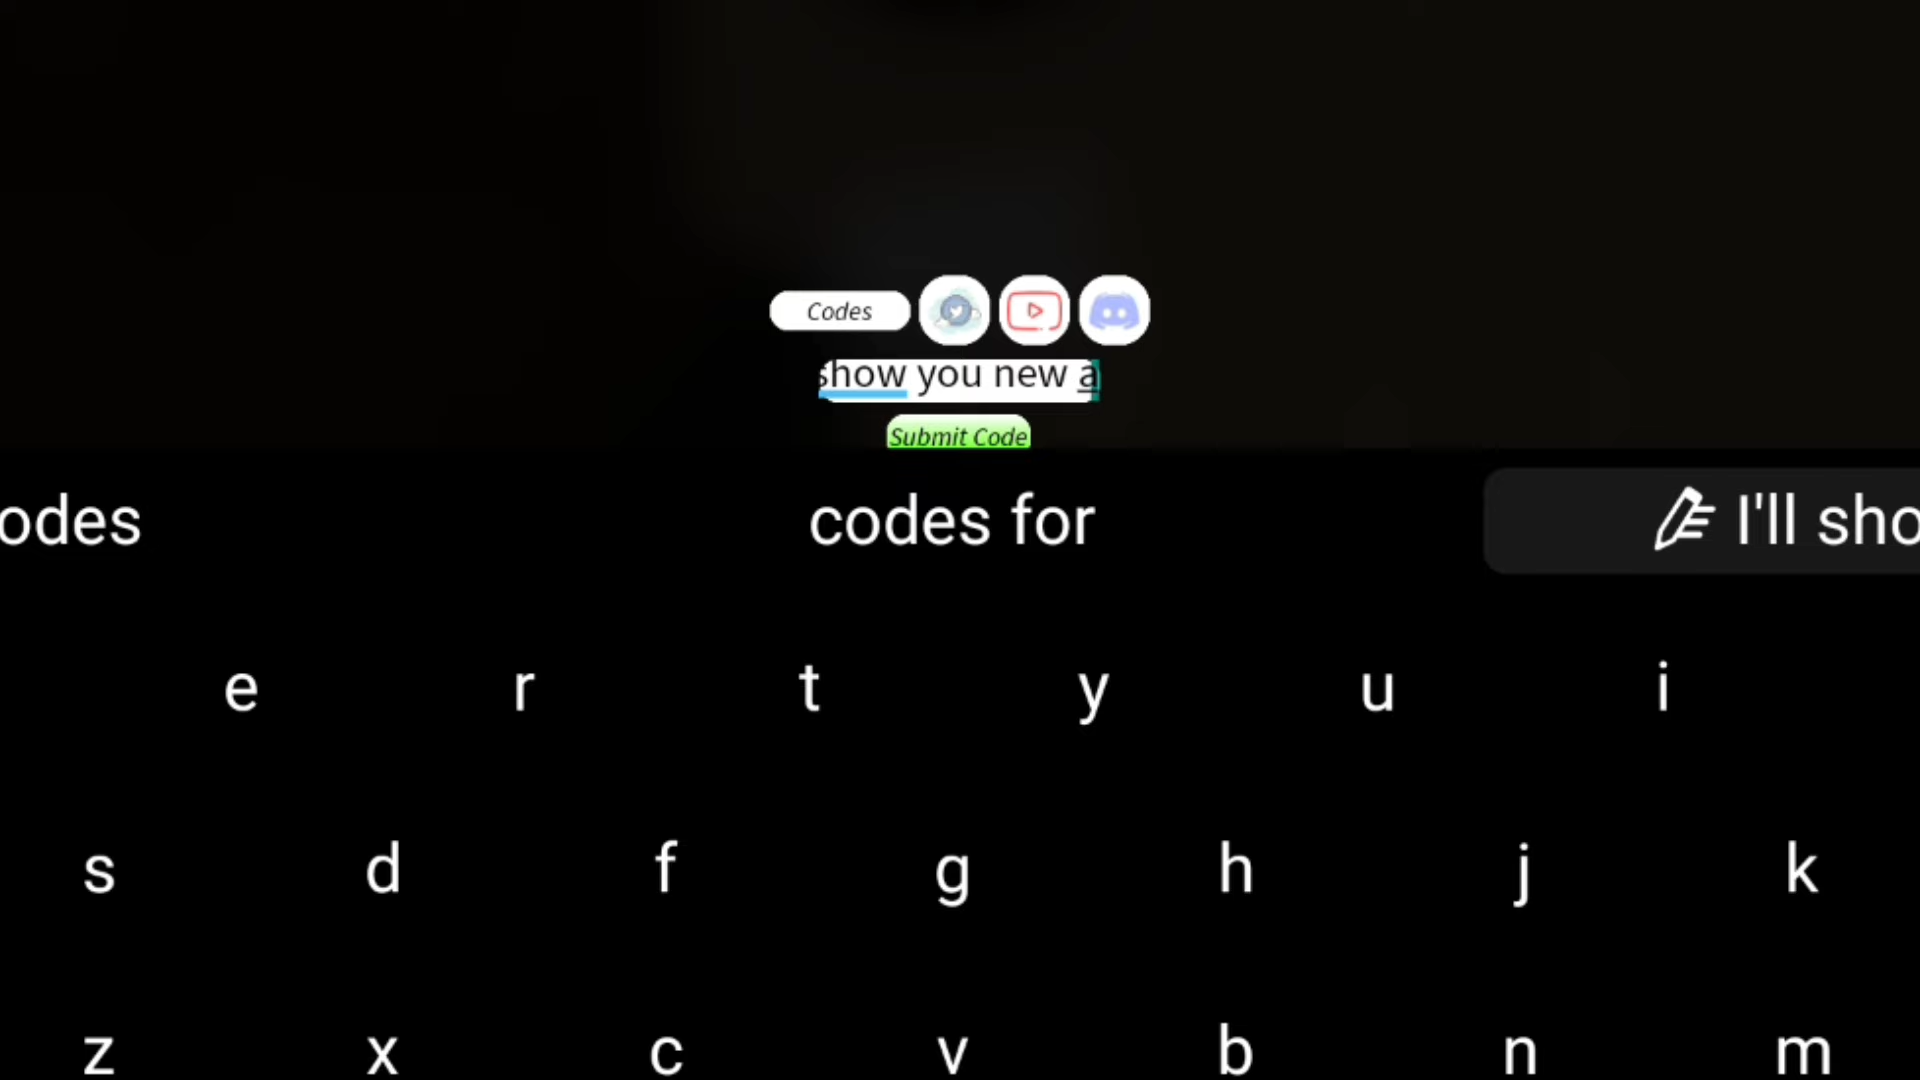 Codes
show you new a
Submit Code
odes codes for I'll sho
e r t y u i
s d f g h j k
z x c v b n m